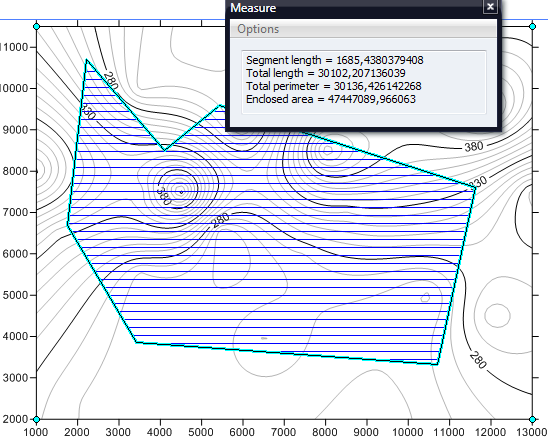 Measure
Options
Segment length = 1685,4380379408
Total length = 30102,207136039
Total perimeter = 30136,426142268
Enclosed area = 47447089,966063
11000
10000
9000
8000
7000
6000
5000
4000
3000
2000
280
330
380
380
330
280
280
1000 2000 3000 4000 5000 6000 7000 8000 9000 10000 11000 12000 13000